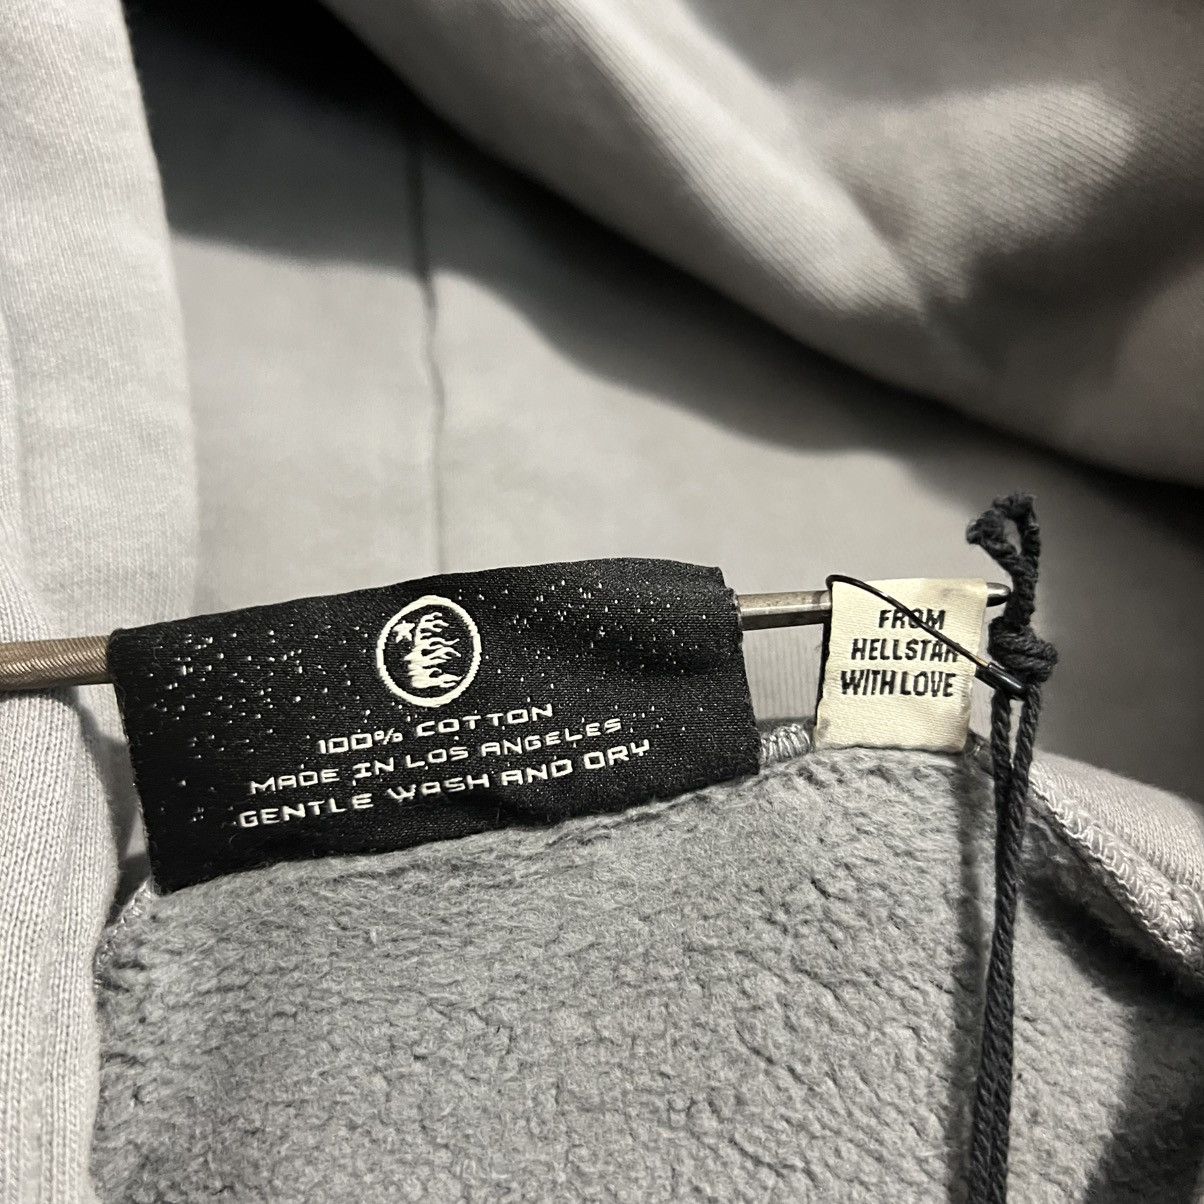 100% COTTON
MADE IN LOS ANGELES
GENTLE WASH AND DRY
FROM
HELLSTAR
WITH LOVE